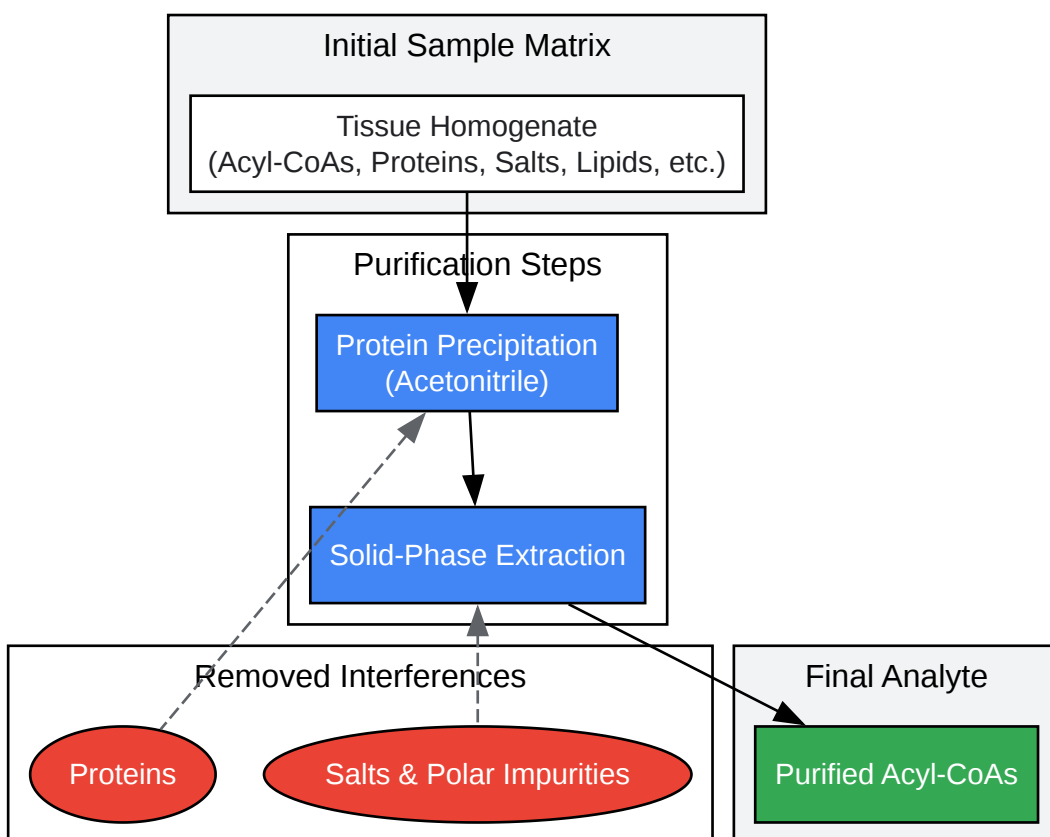 Initial Sample Matrix
Tissue Homogenate
(Acyl-CoAs, Proteins, Salts, Lipids, etc.)
Purification Steps
Protein Precipitation
(Acetonitrile)
Solid-Phase Extraction
Removed Interferences
Proteins
Salts & Polar Impurities
Final Analyte
Purified Acyl-CoAs